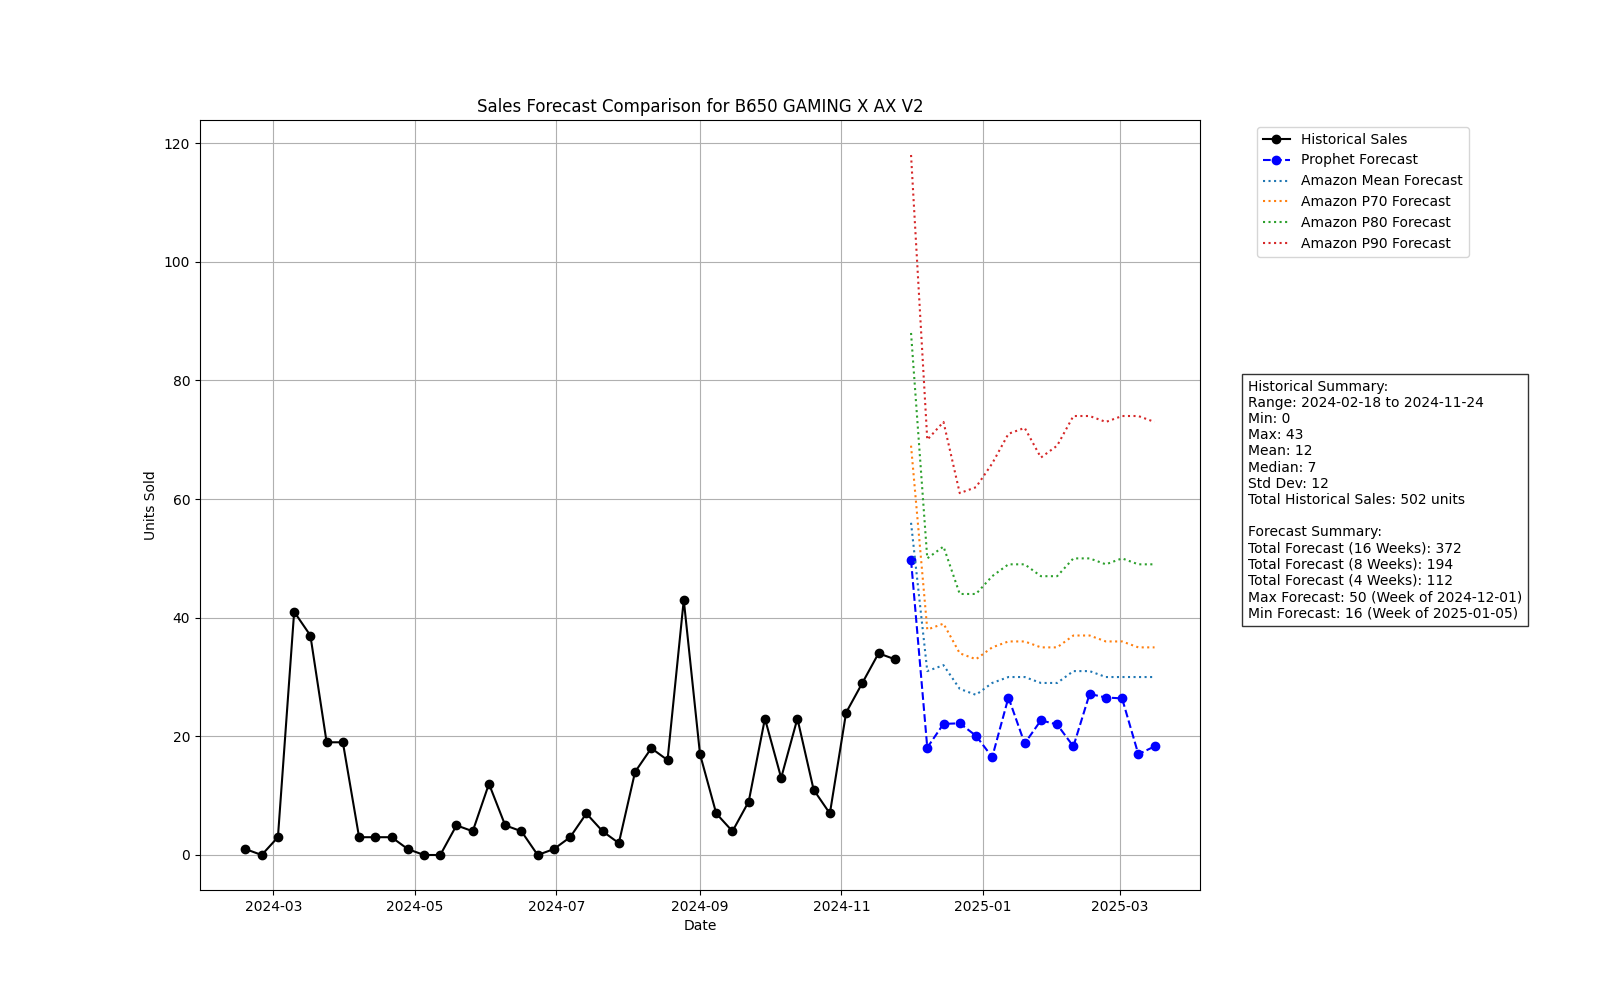 Sales Forecast Comparison for B650 GAMING X AX V2
120
100
80
60
40
20
0
Units Sold
2024-03
2024-05
2024-07
2024-09
2024-11
2025-01
2025-03
Date
Historical Sales
Prophet Forecast
Amazon Mean Forecast
Amazon P70 Forecast
Amazon P80 Forecast
Amazon P90 Forecast
Historical Summary:
Range: 2024-02-18 to 2024-11-24
Min: 0
Max: 43
Mean: 12
Median: 7
Std Dev: 12
Total Historical Sales: 502 units
Forecast Summary:
Total Forecast (16 Weeks): 372
Total Forecast (8 Weeks): 194
Total Forecast (4 Weeks): 112
Max Forecast: 50 (Week of 2024-12-01)
Min Forecast: 16 (Week of 2025-01-05)